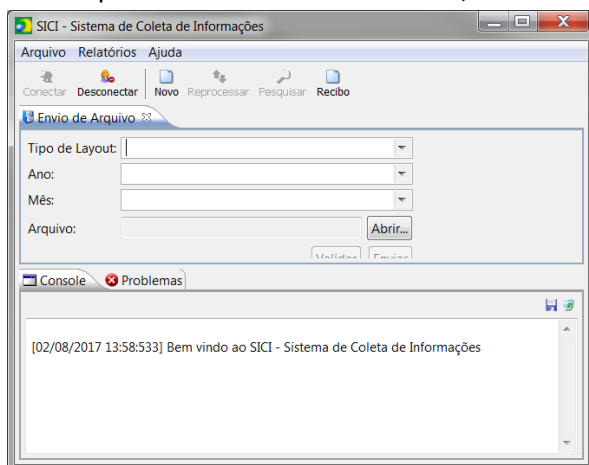 SICI - Sistema de Coleta de Informações
Arquivo Relatórios Ajuda
Conectar Desconectar Novo Reprocessar Pesquisar Recibo
Envio de Arquivo
Tipo de Layout:
Ano:
Mês:
Arquivo: Abrir...
Validar Enviar
Console Problemas
[02/08/2017 13:58:533] Bem vindo ao SICI - Sistema de Coleta de Informações